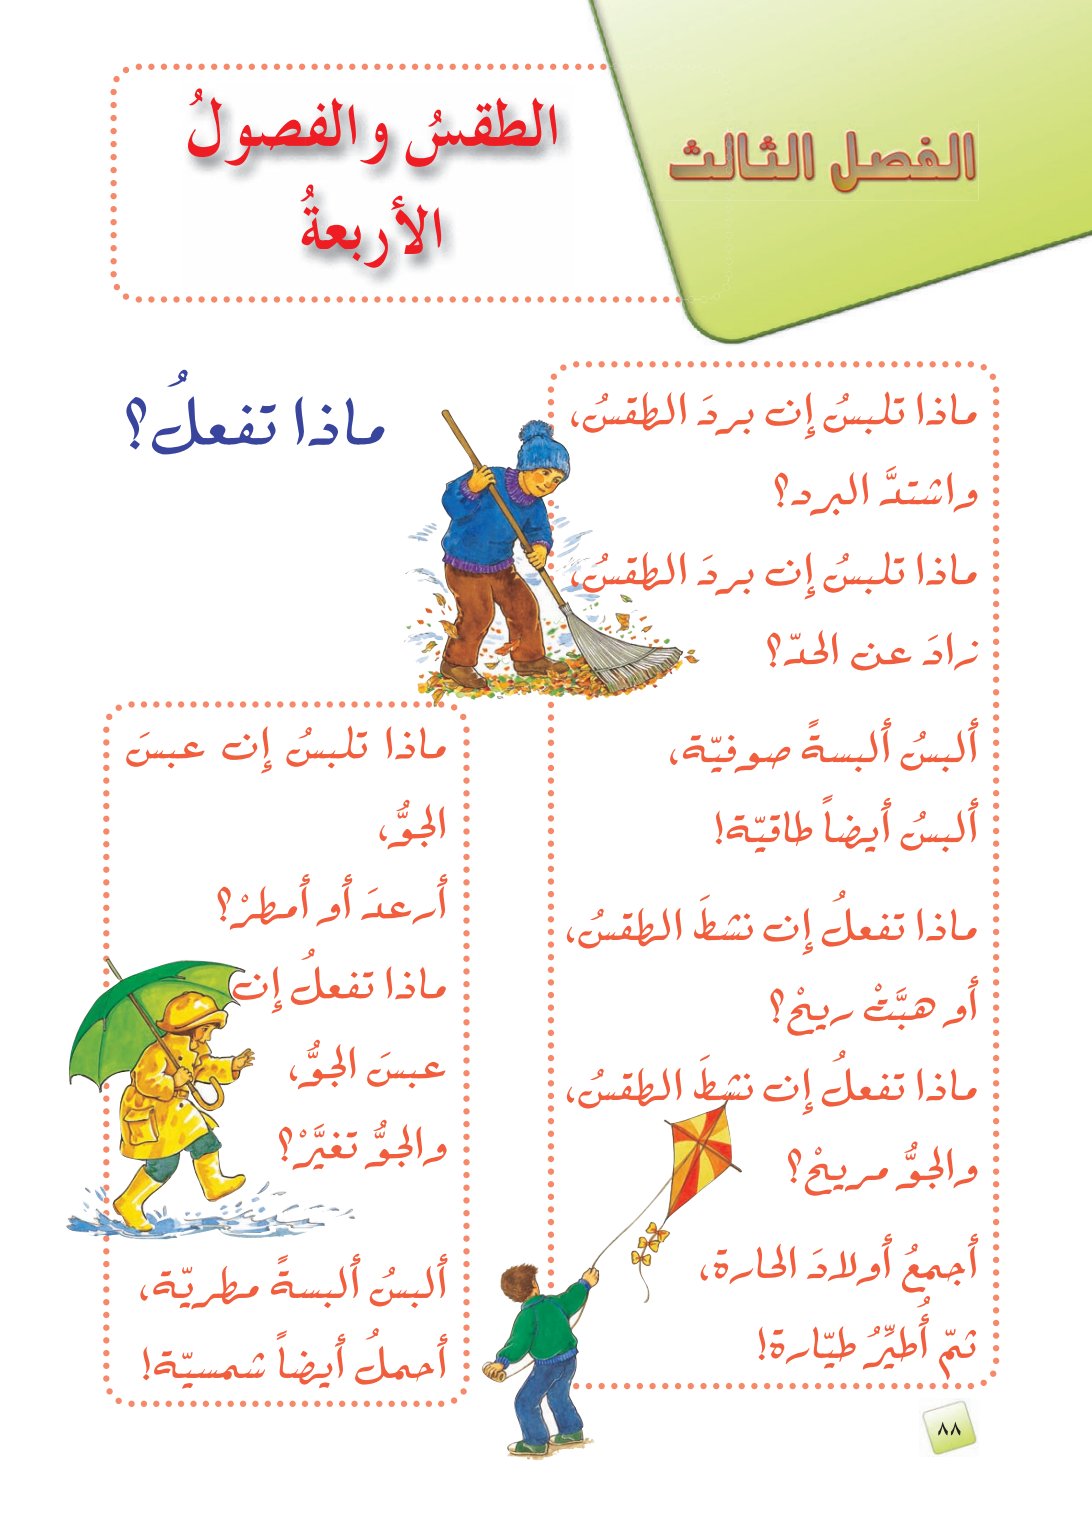 الفصل الثالث
الطقسُ والفصولُ
الأربعةُ
ماذا تفعلُ؟
ماذا تلبسُ إن بردَ الطقسُ،
واشتدَّ البرد؟
ماذا تلبسُ إن بردَ الطقسُ،
زادَ عن الحدّ؟
ألبسُ ألبسةً صوفيّة،
ألبسُ أيضاً طاقيّة!
ماذا تفعلُ إن نشطَ الطقسُ،
أو هبَّتْ ريحْ؟
ماذا تفعلُ إن نشطَ الطقسُ،
والجوُّ مريحْ؟
أجمعُ أولادَ الحارة،
ثمّ أُطيِّرُ طيّارة!
ماذا تلبسُ إن عبسَ
الجوُّ،
أرعدَ أو أمطرْ؟
ماذا تفعلُ إن
عبسَ الجوُّ،
والجوُّ تغيَّرْ؟
ألبسُ ألبسةً مطريّة،
أحملُ أيضاً شمسيّة!
٨٨